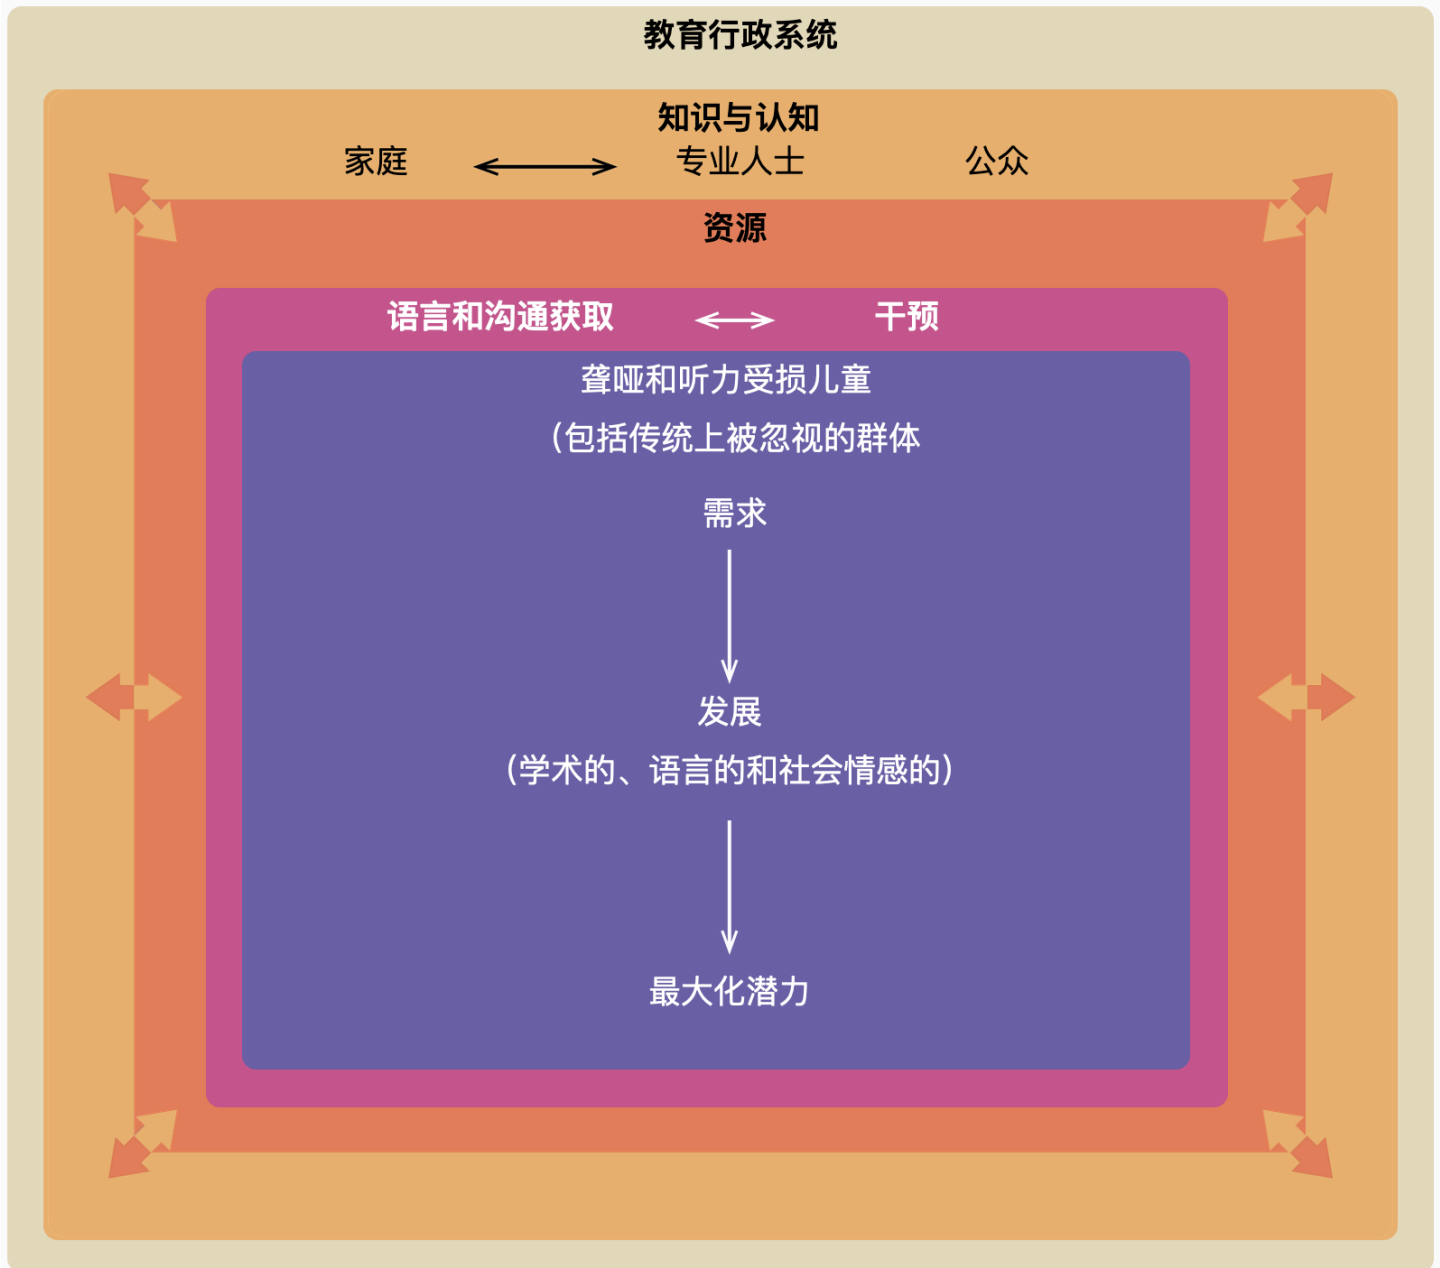 教育行政系统
知识与认知
家庭 专业人士 公众
资源
语言和沟通获取 干预
聋哑和听力受损儿童
（包括传统上被忽视的群体
需求
发展
（学术的、语言的和社会情感的）
最大化潜力